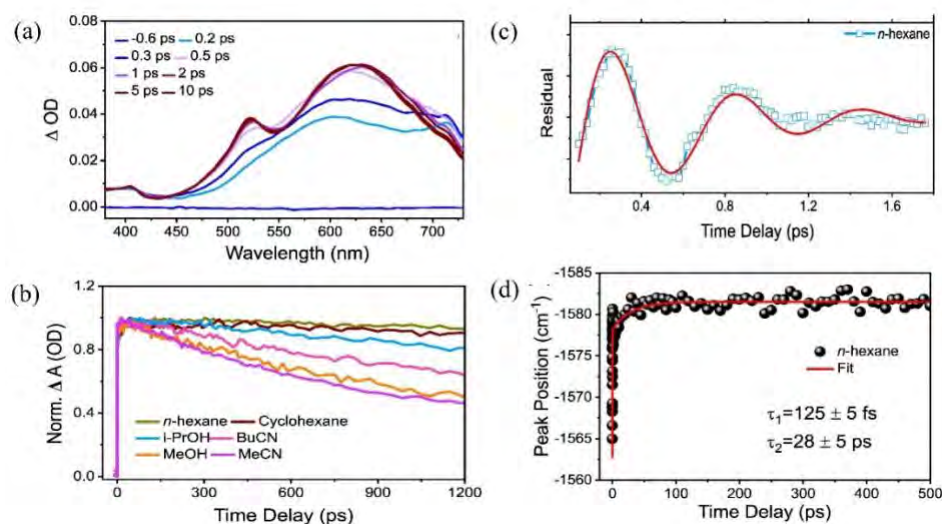 (a)
0.08
0.06
0.04
0.02
0.00
Δ OD
-0.6 ps 0.2 ps
0.3 ps 0.5 ps
1 ps 2 ps
5 ps 10 ps
400 450 500 550 600 650 700
Wavelength (nm)
(c)
n-hexane
Residual
0.4 0.8 1.2 1.6
Time Delay (ps)
(b)
1.2
0.8
0.4
0.0
Norm. Δ A (OD)
n-hexane Cyclohexane
i-PrOH BuCN
MeOH MeCN
0 300 600 900 1200
Time Delay (ps)
(d)
-1585
-1580
-1575
-1570
-1565
-1560
Peak Position (cm⁻¹)
n-hexane
Fit
τ₁=125 ± 5 fs
τ₂=28 ± 5 ps
0 100 200 300 400 500
Time Delay (ps)